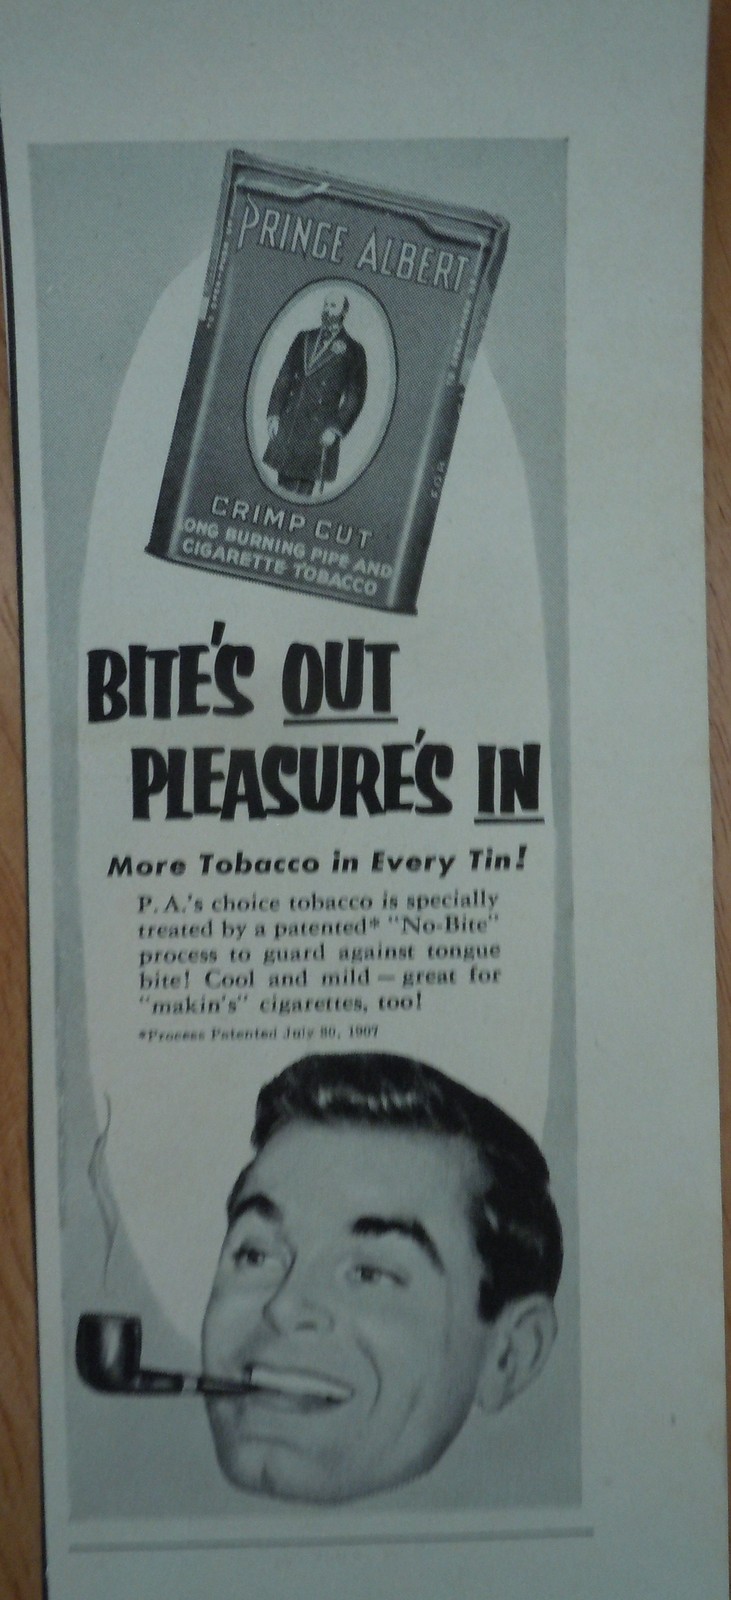 PRINCE ALBERT
CRIMP CUT
LONG BURNING PIPE AND
CIGARETTE TOBACCO
BITE'S OUT
PLEASURE'S IN
More Tobacco in Every Tin!
P. A.'s choice tobacco is specially
treated by a patented* "No-Bite"
process to guard against tongue
bite! Cool and mild — great for
"makin's" cigarettes, too!
*Process Patented July 30, 1907